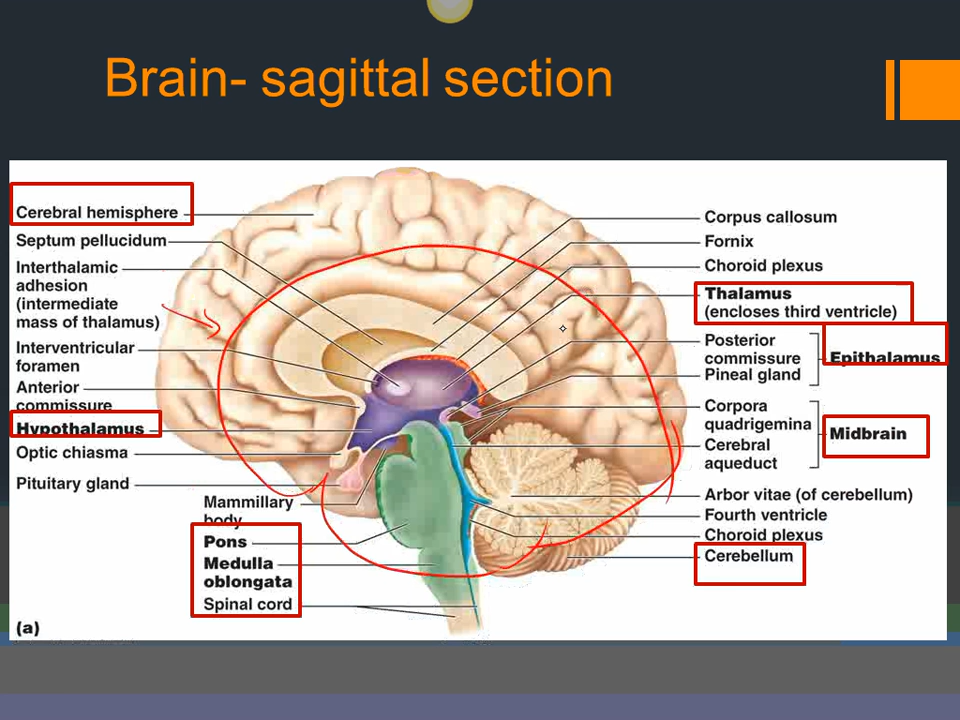 Brain- sagittal section
Cerebral hemisphere
Septum pellucidum
Interthalamic
adhesion
(intermediate
mass of thalamus)
Interventricular
foramen
Anterior
commissure
Hypothalamus
Optic chiasma
Pituitary gland
Mammillary
body
Pons
Medulla
oblongata
Spinal cord
(a)
Corpus callosum
Fornix
Choroid plexus
Thalamus
(encloses third ventricle)
Posterior
commissure
Pineal gland
Epithalamus
Corpora
quadrigemina
Cerebral
aqueduct
Midbrain
Arbor vitae (of cerebellum)
Fourth ventricle
Choroid plexus
Cerebellum